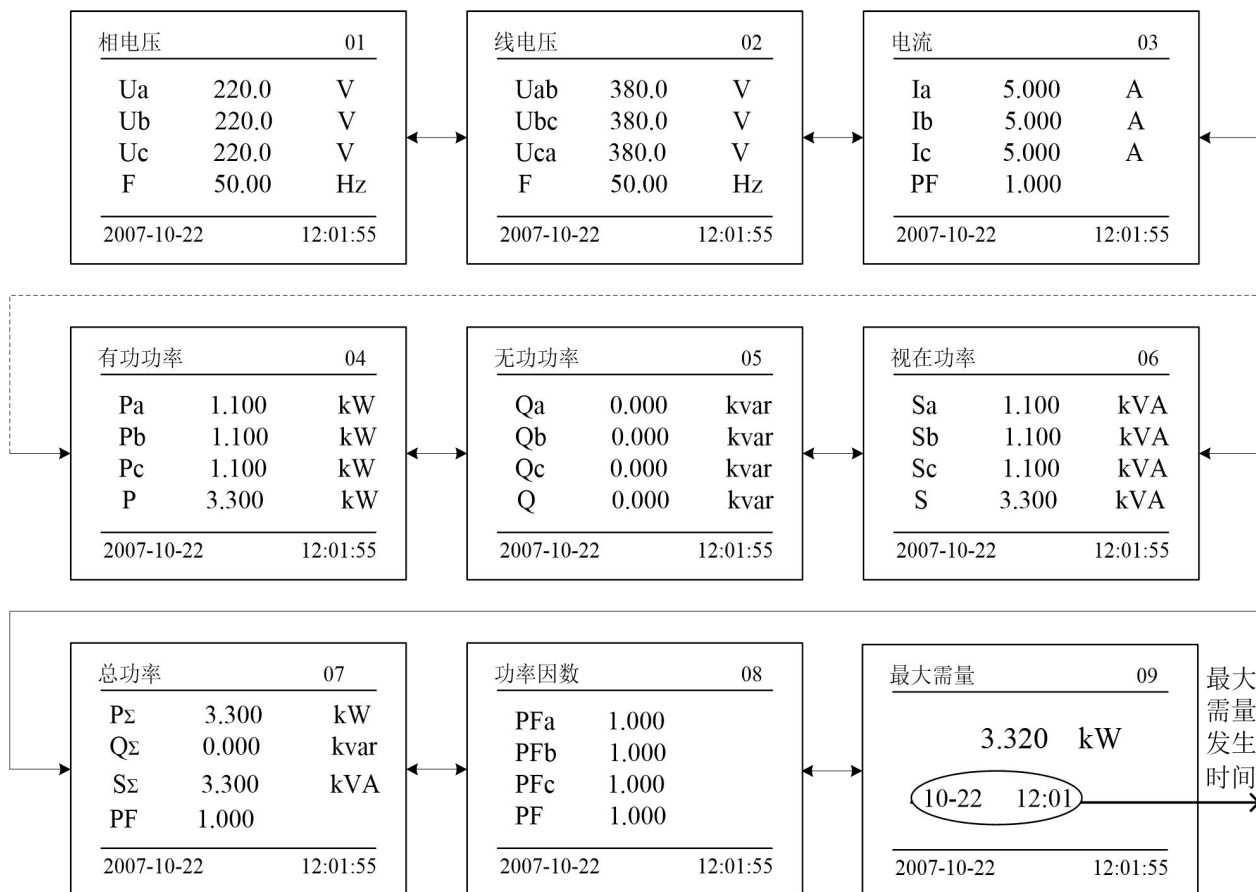 相电压 01
Ua 220.0 V
Ub 220.0 V
Uc 220.0 V
F 50.00 Hz
2007-10-22 12:01:55
线电压 02
Uab 380.0 V
Ubc 380.0 V
Uca 380.0 V
F 50.00 Hz
2007-10-22 12:01:55
电流 03
Ia 5.000 A
Ib 5.000 A
Ic 5.000 A
PF 1.000
2007-10-22 12:01:55
有功功率 04
Pa 1.100 kW
Pb 1.100 kW
Pc 1.100 kW
P 3.300 kW
2007-10-22 12:01:55
无功功率 05
Qa 0.000 kvar
Qb 0.000 kvar
Qc 0.000 kvar
Q 0.000 kvar
2007-10-22 12:01:55
视在功率 06
Sa 1.100 kVA
Sb 1.100 kVA
Sc 1.100 kVA
S 3.300 kVA
2007-10-22 12:01:55
总功率 07
PΣ 3.300 kW
QΣ 0.000 kvar
SΣ 3.300 kVA
PF 1.000
2007-10-22 12:01:55
功率因数 08
PFa 1.000
PFb 1.000
PFc 1.000
PF 1.000
2007-10-22 12:01:55
最大需量 09
3.320 kW
10-22 12:01
2007-10-22 12:01:55
最大
需量
发生
时间